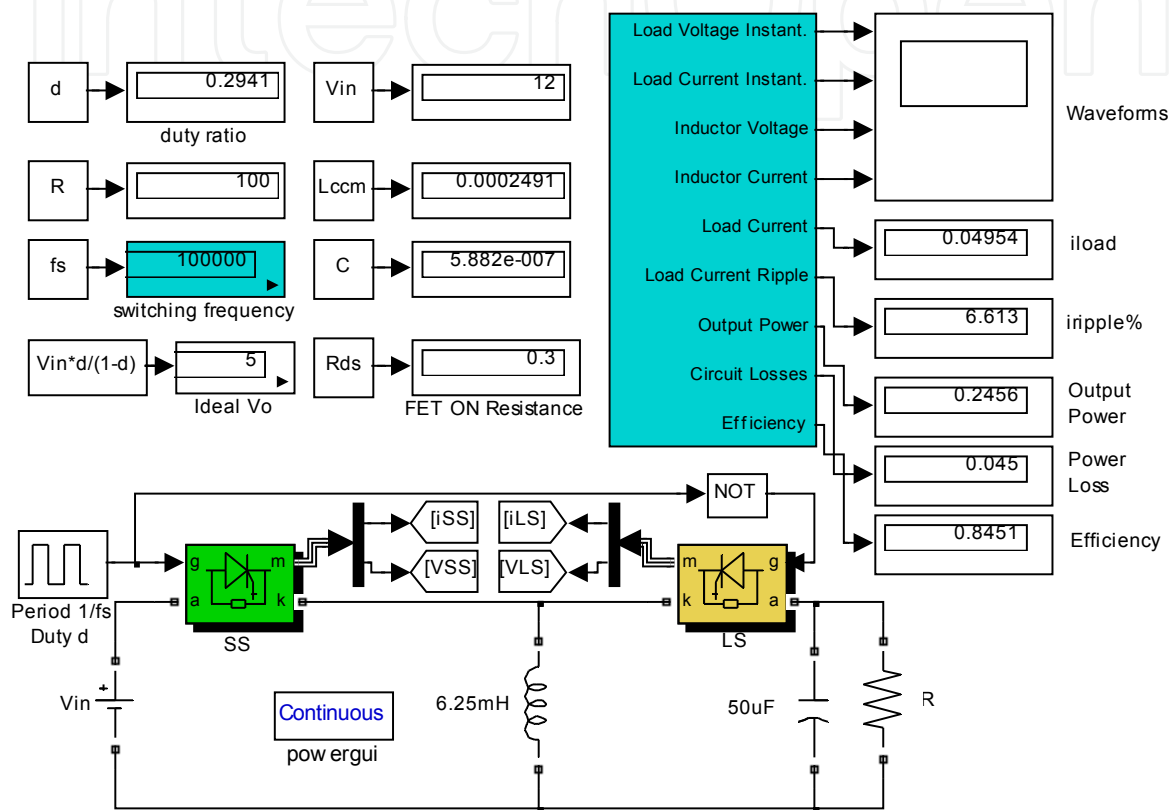 InTechOpen
d
0.2941
duty ratio
Vin
12
R
100
Lccm
0.0002491
fs
100000
switching frequency
C
5.882e-007
Vin*d/(1-d)
5
Ideal Vo
Rds
0.3
FET ON Resistance
Load Voltage Instant.
Load Current Instant.
Inductor Voltage
Inductor Current
Load Current
Load Current Ripple
Output Power
Circuit Losses
Efficiency
Waveforms
0.04954
iload
6.613
iripple%
0.2456
Output
Power
0.045
Power
Loss
0.8451
Efficiency
NOT
[iSS]
[VSS]
[iLS]
[VLS]
Period 1/fs
Duty d
g
m
a
k
SS
m
g
k
a
LS
Vin
+
Continuous
powergui
6.25mH
50uF
R